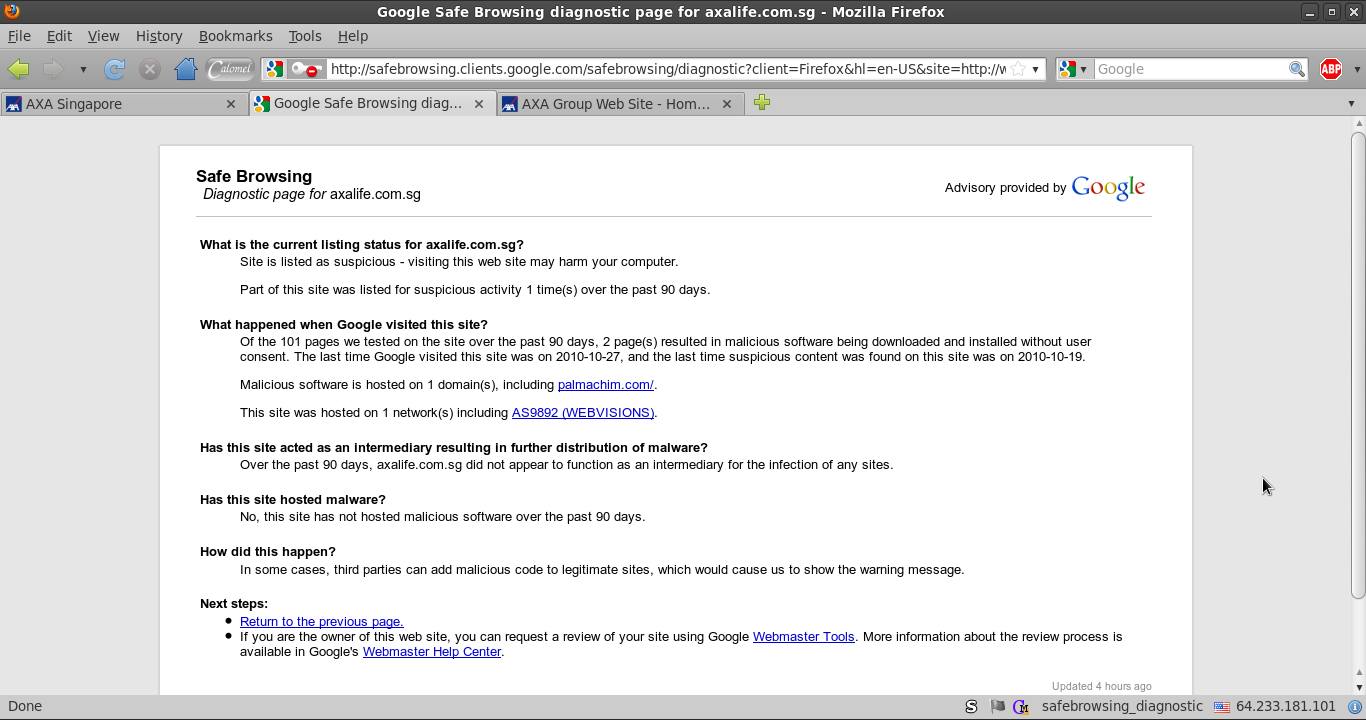 Google Safe Browsing diagnostic page for axalife.com.sg - Mozilla Firefox
File Edit View History Bookmarks Tools Help
Calomel http://safebrowsing.clients.google.com/safebrowsing/diagnostic?client=Firefox&hl=en-US&site=http://w Google ABP
AXA Singapore Google Safe Browsing diag... AXA Group Web Site - Hom...
Safe Browsing
Diagnostic page for axalife.com.sg
Advisory provided by Google
What is the current listing status for axalife.com.sg?
Site is listed as suspicious - visiting this web site may harm your computer.
Part of this site was listed for suspicious activity 1 time(s) over the past 90 days.
What happened when Google visited this site?
Of the 101 pages we tested on the site over the past 90 days, 2 page(s) resulted in malicious software being downloaded and installed without user
consent. The last time Google visited this site was on 2010-10-27, and the last time suspicious content was found on this site was on 2010-10-19.
Malicious software is hosted on 1 domain(s), including palmachim.com/.
This site was hosted on 1 network(s) including AS9892 (WEBVISIONS).
Has this site acted as an intermediary resulting in further distribution of malware?
Over the past 90 days, axalife.com.sg did not appear to function as an intermediary for the infection of any sites.
Has this site hosted malware?
No, this site has not hosted malicious software over the past 90 days.
How did this happen?
In some cases, third parties can add malicious code to legitimate sites, which would cause us to show the warning message.
Next steps:
Return to the previous page.
If you are the owner of this web site, you can request a review of your site using Google Webmaster Tools. More information about the review process is
available in Google's Webmaster Help Center.
Updated 4 hours ago
Done S safebrowsing_diagnostic 64.233.181.101